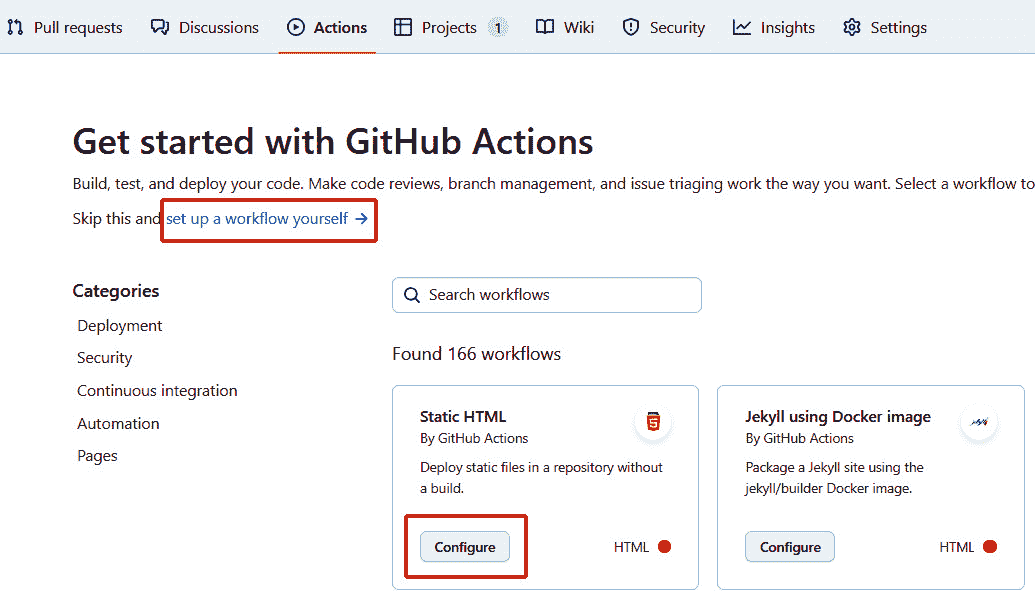 Pull requests Discussions Actions Projects 1 Wiki Security Insights Settings
Get started with GitHub Actions
Build, test, and deploy your code. Make code reviews, branch management, and issue triaging work the way you want. Select a workflow to
Skip this and set up a workflow yourself →
Categories
Deployment
Security
Continuous integration
Automation
Pages
Search workflows
Found 166 workflows
Static HTML
By GitHub Actions
Deploy static files in a repository without
a build.
Configure
HTML
Jekyll using Docker image
By GitHub Actions
Package a Jekyll site using the
jekyll/builder Docker image.
Configure
HTML